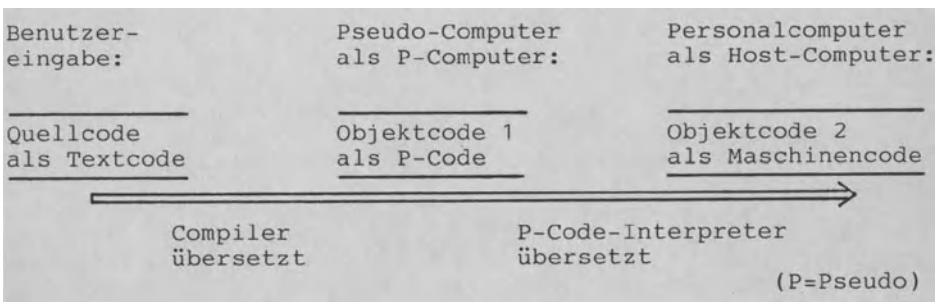 Benutzer-
eingabe:
Pseudo-Computer
als P-Computer:
Personalcomputer
als Host-Computer:
Quellcode
als Textcode
Objektcode 1
als P-Code
Objektcode 2
als Maschinencode
Compiler
übersetzt
P-Code-Interpreter
übersetzt
(P=Pseudo)